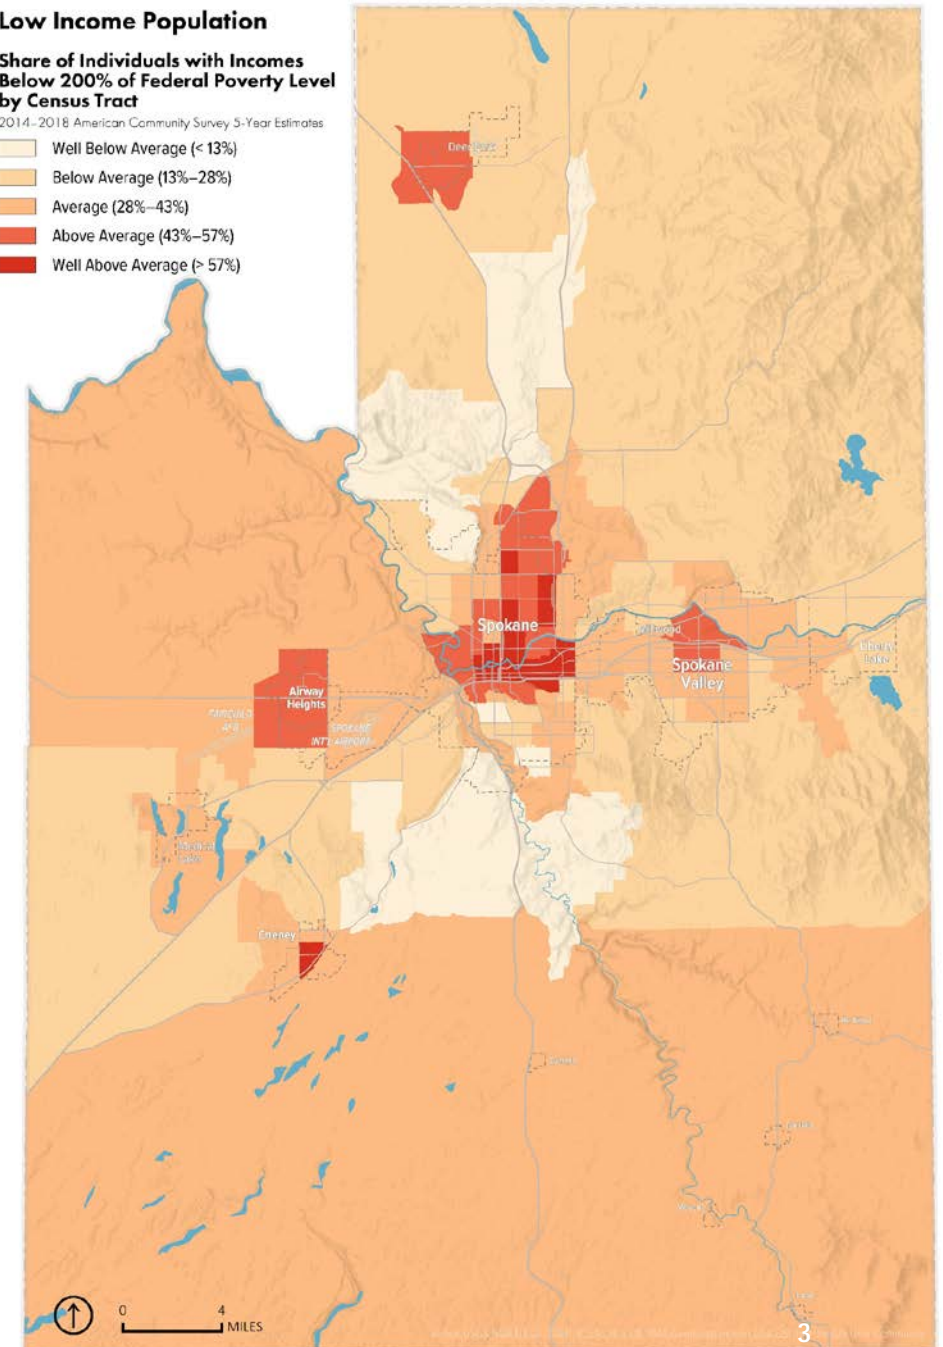 Low Income Population
Share of Individuals with Incomes
Below 200% of Federal Poverty Level
by Census Tract
2014–2018 American Community Survey 5-Year Estimates
Well Below Average (< 13%)
Below Average (13%–28%)
Average (28%–43%)
Above Average (43%–57%)
Well Above Average (> 57%)
Deer Park
Spokane
Millwood
Spokane
Valley
Liberty
Lake
Airway
Heights
FAIRCHILD
AFB
SPOKANE
INT'L AIRPORT
Medical
Lake
Cheney
0
4
MILES
3